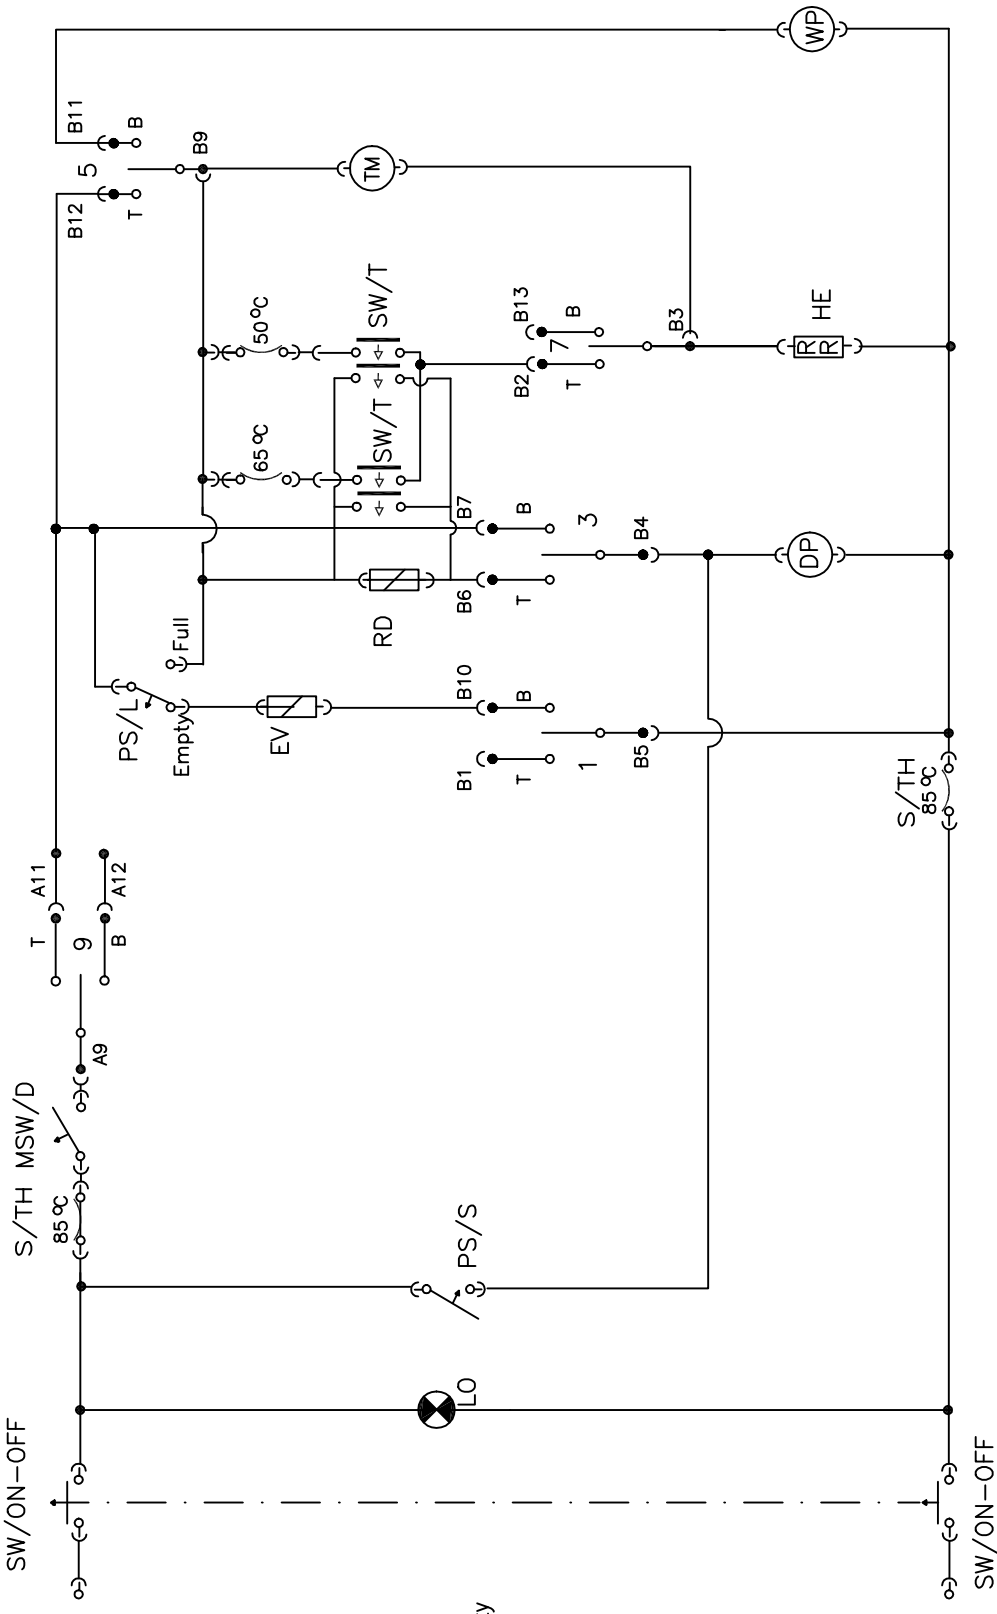 SW/ON-OFF
SW/ON-OFF
LO
S/TH MSW/D
85°C
PS/S
A9
9
T
B
A11
A12
PS/L
Empty
Full
EV
B1
B10
T
B
1
B5
S/TH
85°C
RD
B6
B7
T
B
3
B4
DP
65°C
SW/T
50°C
SW/T
B2
B13
T
B
7
B3
HE
RR
RR
B12
B11
T
B
5
B9
TM
WP
y